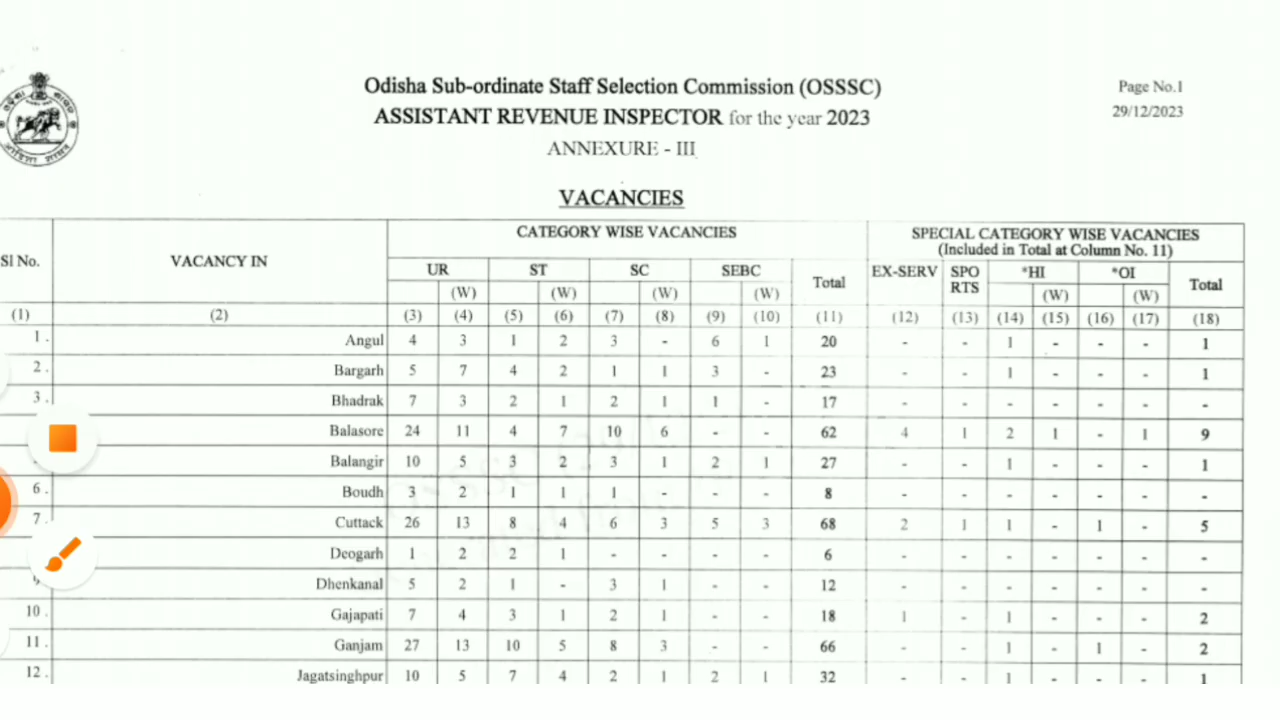 Odisha Sub-ordinate Staff Selection Commission (OSSSC)
Page No.1
ASSISTANT REVENUE INSPECTOR for the year 2023
29/12/2023
ANNEXURE - III
VACANCIES
Sl No. VACANCY IN CATEGORY WISE VACANCIES SPECIAL CATEGORY WISE VACANCIES
(Included in Total at Column No. 11)
UR ST SC SEBC Total EX-SERV SPO RTS *HI *OI Total
(W) (W) (W) (W) (W) (W)
(1) (2) (3) (4) (5) (6) (7) (8) (9) (10) (11) (12) (13) (14) (15) (16) (17) (18)
1. Angul 4 3 1 2 3 - 6 1 20 - - 1 - - - 1
2. Bargarh 5 7 4 2 1 1 3 - 23 - - 1 - - - 1
3. Bhadrak 7 3 2 1 2 1 1 - 17 - - - - - - -
Balasore 24 11 4 7 10 6 - - 62 4 1 2 1 - 1 9
Balangir 10 5 3 2 3 1 2 1 27 - - 1 - - - 1
6. Boudh 3 2 1 1 1 - - - 8 - - - - - - -
7. Cuttack 26 13 8 4 6 3 5 3 68 2 1 1 - 1 - 5
Deogarh 1 2 2 1 - - - - 6 - - - - - - -
Dhenkanal 5 2 1 - 3 1 - - 12 - - - - - - -
10. Gajapati 7 4 3 1 2 1 - - 18 1 - 1 - - - 2
11. Ganjam 27 13 10 5 8 3 - - 66 - - 1 - 1 - 2
12. Jagatsinghpur 10 5 7 4 2 1 2 1 32 - - 1 - - - 1